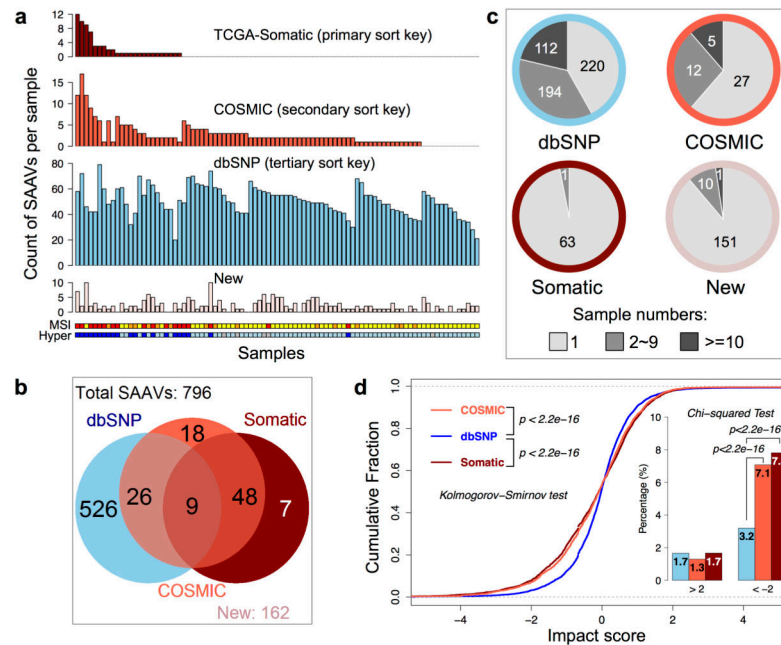 a
TCGA-Somatic (primary sort key)
12
10
8
6
4
2
0
COSMIC (secondary sort key)
15
10
5
0
dbSNP (tertiary sort key)
80
60
40
20
0
New
10
5
0
Count of SAAVs per sample
MSI
Hyper
Samples
b
Total SAAVs: 796
dbSNP
Somatic
18
526
26
9
48
7
COSMIC
New: 162
c
112
220
194
dbSNP
5
12
27
COSMIC
1
63
Somatic
10
1
151
New
Sample numbers:
1
2~9
>=10
d
Cumulative Fraction
1.0
0.8
0.6
0.4
0.2
0.0
COSMIC
dbSNP
Somatic
p < 2.2e-16
p < 2.2e-16
Kolmogorov-Smirnov test
−4
−2
0
2
4
Impact score
Chi-squared Test
p<2.2e-16
p<2.2e-16
Percentage (%)
10
8
6
4
2
0
1.7
1.3
1.7
3.2
7.1
7.
> 2
< −2